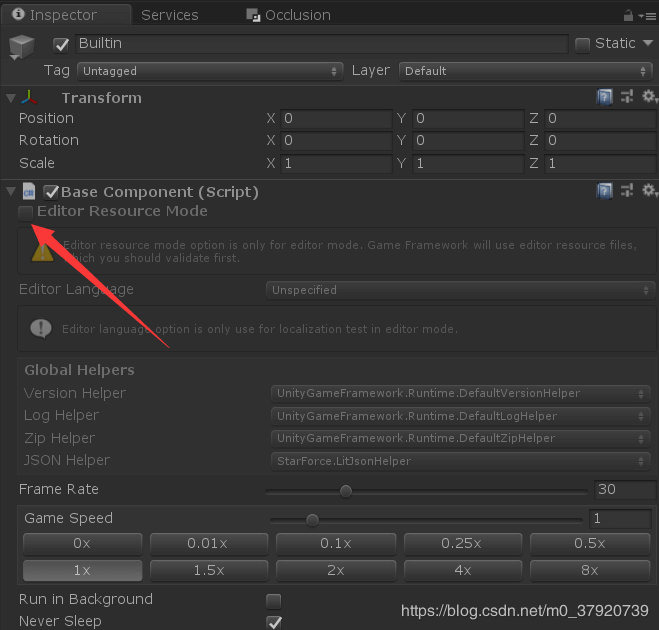 Inspector Services Occlusion
Builtin Static
Tag Untagged Layer Default
Transform
Position X 0 Y 0 Z 0
Rotation X 0 Y 0 Z 0
Scale X 1 Y 1 Z 1
Base Component (Script)
Editor Resource Mode
Editor resource mode option is only for editor mode. Game Framework will use editor resource files,
which you should validate first.
Editor Language Unspecified
Editor language option is only use for localization test in editor mode.
Global Helpers
Version Helper UnityGameFramework.Runtime.DefaultVersionHelper
Log Helper UnityGameFramework.Runtime.DefaultLogHelper
Zip Helper UnityGameFramework.Runtime.DefaultZipHelper
JSON Helper StarForce.LitJsonHelper
Frame Rate 30
Game Speed 1
0x 0.01x 0.1x 0.25x 0.5x
1x 1.5x 2x 4x 8x
Run in Background
Never Sleep
https://blog.csdn.net/m0_37920739